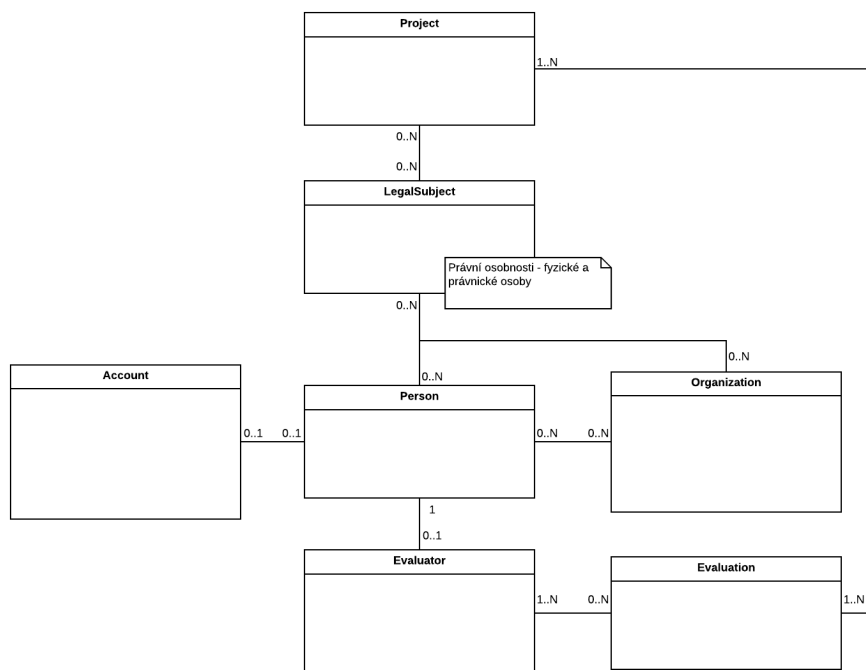 Project
1..N
0..N
0..N
LegalSubject
Právní osobnosti - fyzické a
právnické osoby
0..N
0..N
0..N
Account
Person
Organization
0..1
0..1
0..N
0..N
1
0..1
Evaluator
Evaluation
1..N
0..N
1..N